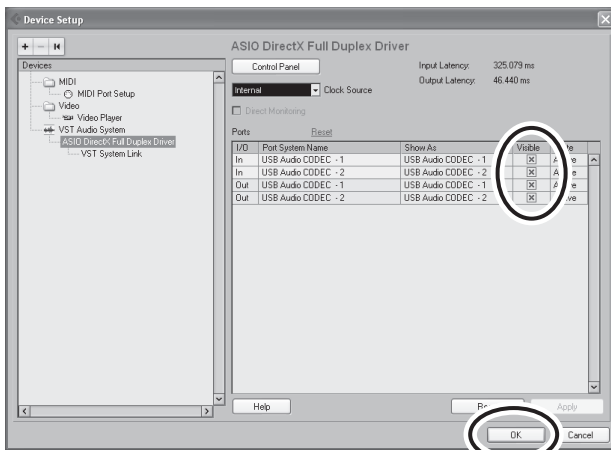 Device Setup
ASIO DirectX Full Duplex Driver
Devices
MIDI
MIDI Port Setup
Video
Video Player
VST Audio System
ASIO DirectX Full Duplex Driver
VST System Link
Control Panel
Input Latency: 325.079 ms
Output Latency: 46.440 ms
Internal
Clock Source
Direct Monitoring
Ports Reset
I/O Port System Name Show As Visible
In USB Audio CODEC - 1 USB Audio CODEC - 1
In USB Audio CODEC - 2 USB Audio CODEC - 2
Out USB Audio CODEC - 1 USB Audio CODEC - 1
Out USB Audio CODEC - 2 USB Audio CODEC - 2
Help Apply
OK Cancel